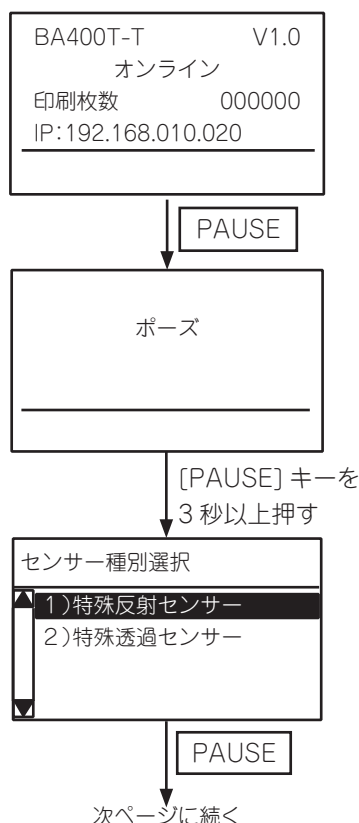 BA400T-T V1.0
オンライン
印刷枚数 000000
IP:192.168.010.020
PAUSE
ポーズ
[PAUSE] キーを
3 秒以上押す
センサー種別選択
1)特殊反射センサー
2)特殊透過センサー
PAUSE
次ページに続く